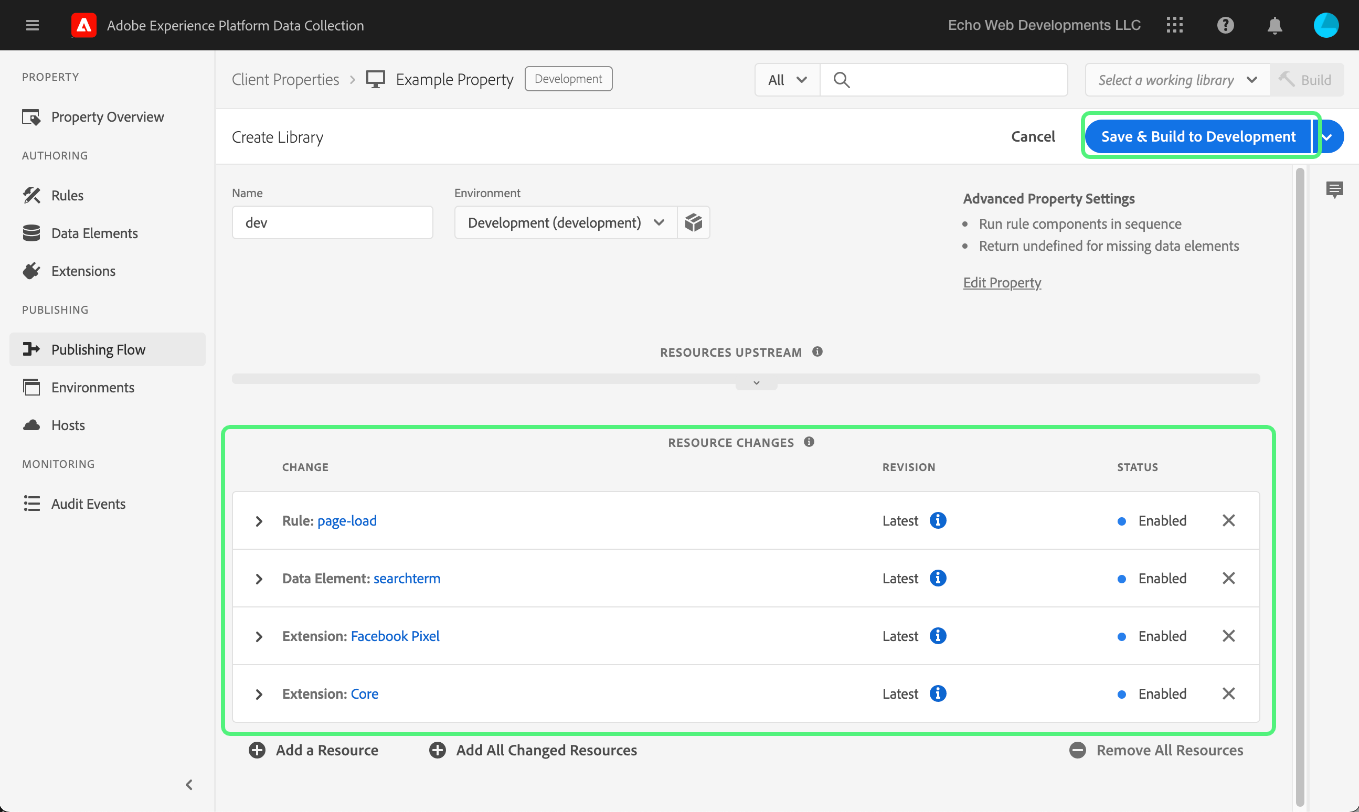 Adobe Experience Platform Data Collection
Echo Web Developments LLC
PROPERTY
Property Overview
AUTHORING
Rules
Data Elements
Extensions
PUBLISHING
Publishing Flow
Environments
Hosts
MONITORING
Audit Events
Client Properties > Example Property Development
All
Select a working library
Build
Create Library
Cancel
Save & Build to Development
Name
dev
Environment
Development (development)
Advanced Property Settings
• Run rule components in sequence
• Return undefined for missing data elements
Edit Property
RESOURCES UPSTREAM
RESOURCE CHANGES
CHANGE REVISION STATUS
Rule: page-load Latest Enabled
Data Element: searchterm Latest Enabled
Extension: Facebook Pixel Latest Enabled
Extension: Core Latest Enabled
Add a Resource
Add All Changed Resources
Remove All Resources